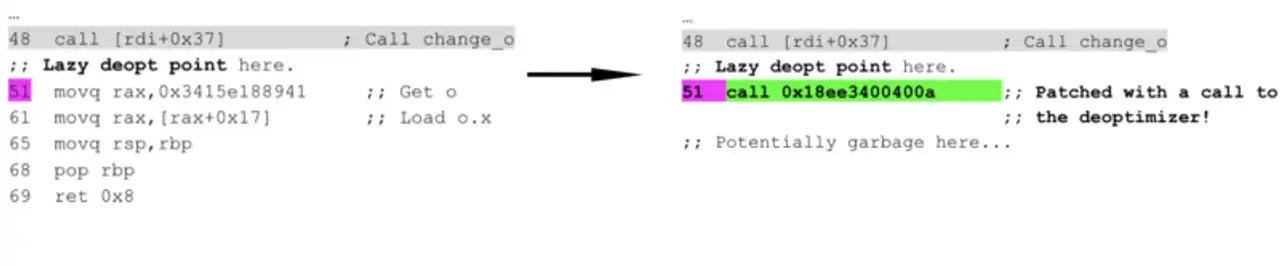 …
48 call [rdi+0x37] ; Call change_o
;; Lazy deopt point here.
51 movq rax,0x3415e188941 ;; Get o
61 movq rax,[rax+0x17] ;; Load o.x
65 movq rsp,rbp
68 pop rbp
69 ret 0x8
…
48 call [rdi+0x37] ; Call change_o
;; Lazy deopt point here.
51 call 0x18ee3400400a ;; Patched with a call to
;; the deoptimizer!
;; Potentially garbage here...